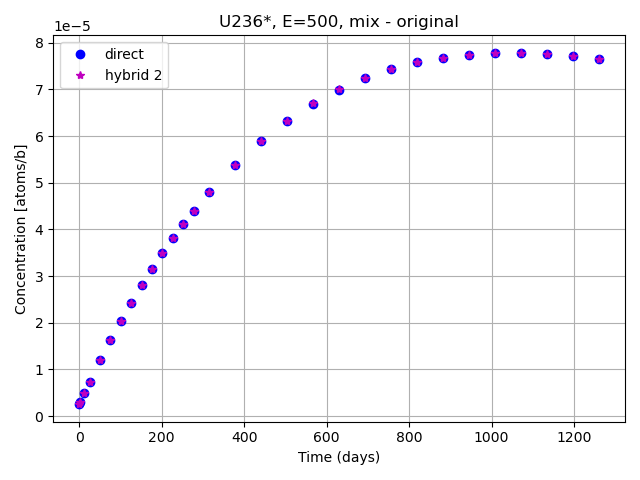 U236*, E=500, mix - original
1e−5
direct
hybrid 2
8
7
6
5
4
3
2
1
0
Concentration [atoms/b]
0 200 400 600 800 1000 1200
Time (days)